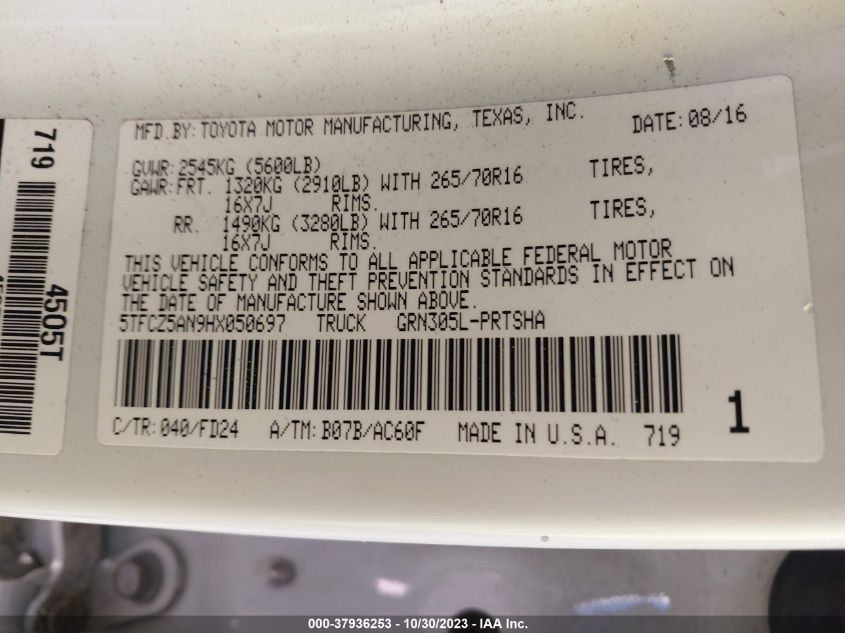 719
4505T
MFD.BY:TOYOTA MOTOR MANUFACTURING, TEXAS, INC. DATE:08/16
GVWR:2545KG (5600LB)
GAWR:FRT. 1320KG (2910LB) WITH 265/70R16 TIRES,
16X7J RIMS.
RR. 1490KG (3280LB) WITH 265/70R16 TIRES,
16X7J RIMS.
THIS VEHICLE CONFORMS TO ALL APPLICABLE FEDERAL MOTOR
VEHICLE SAFETY AND THEFT PREVENTION STANDARDS IN EFFECT ON
THE DATE OF MANUFACTURE SHOWN ABOVE.
5TFCZ5AN9HX050697 TRUCK GRN305L-PRTSHA
C/TR:040/FD24 A/TM:B07B/AC60F MADE IN U.S.A. 719
1
000-37936253 - 10/30/2023 - IAA Inc.